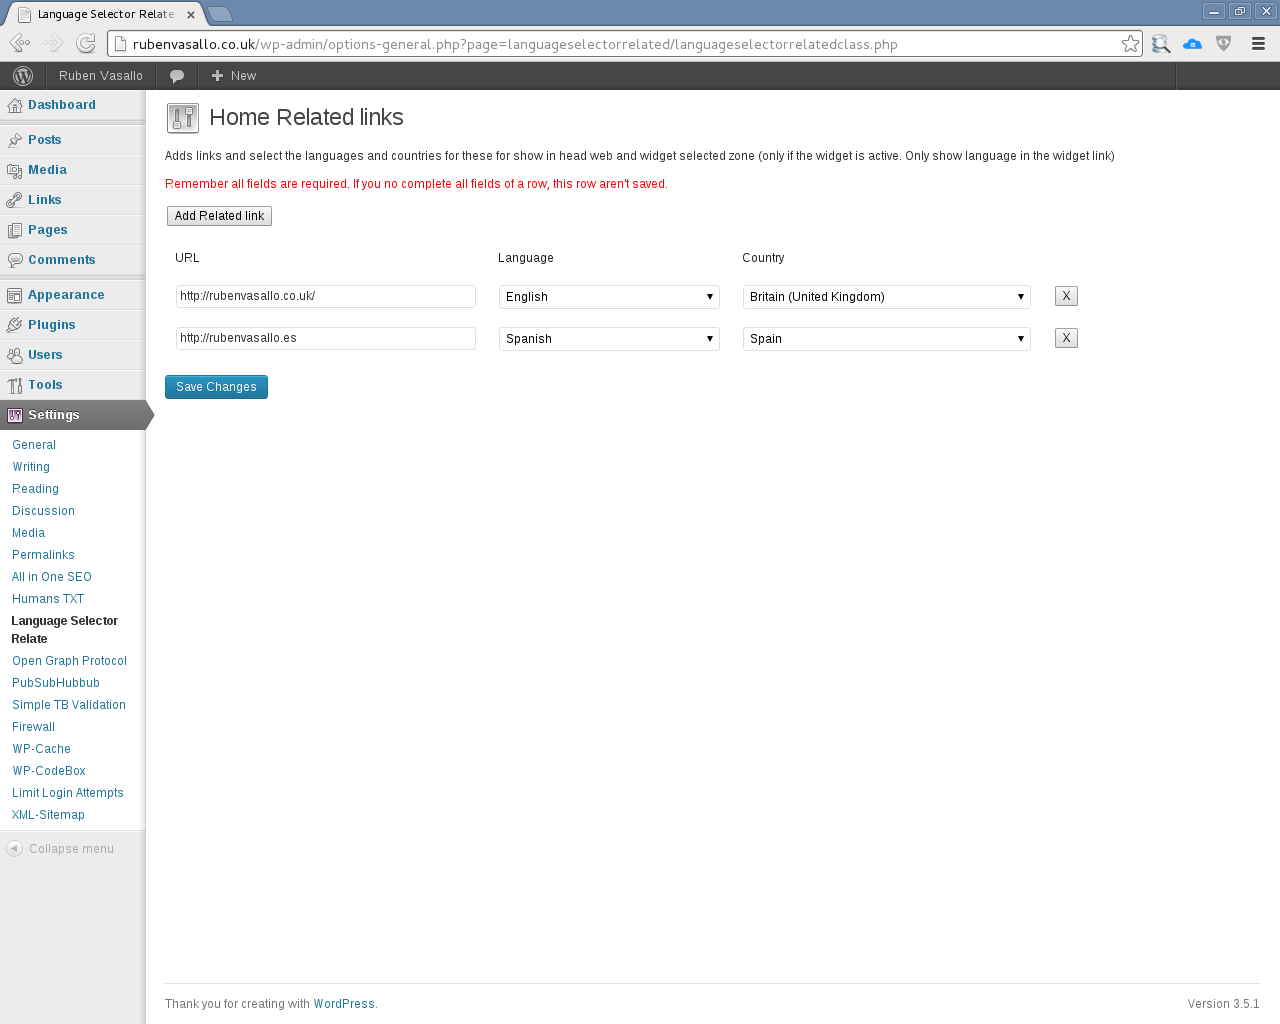 Language Selector Relate
rubenvasallo.co.uk/wp-admin/options-general.php?page=languageselectorrelated/languageselectorrelatedclass.php
Ruben Vasallo
New
Dashboard
Posts
Media
Links
Pages
Comments
Appearance
Plugins
Users
Tools
Settings
General
Writing
Reading
Discussion
Media
Permalinks
All in One SEO
Humans TXT
Language Selector
Relate
Open Graph Protocol
PubSubHubbub
Simple TB Validation
Firewall
WP-Cache
WP-CodeBox
Limit Login Attempts
XML-Sitemap
Collapse menu
Home Related links
Adds links and select the languages and countries for these for show in head web and widget selected zone (only if the widget is active. Only show language in the widget link)
Remember all fields are required. If you no complete all fields of a row, this row aren't saved.
Add Related link
URL Language Country
http://rubenvasallo.co.uk/ English Britain (United Kingdom) X
http://rubenvasallo.es Spanish Spain X
Save Changes
Thank you for creating with WordPress. Version 3.5.1